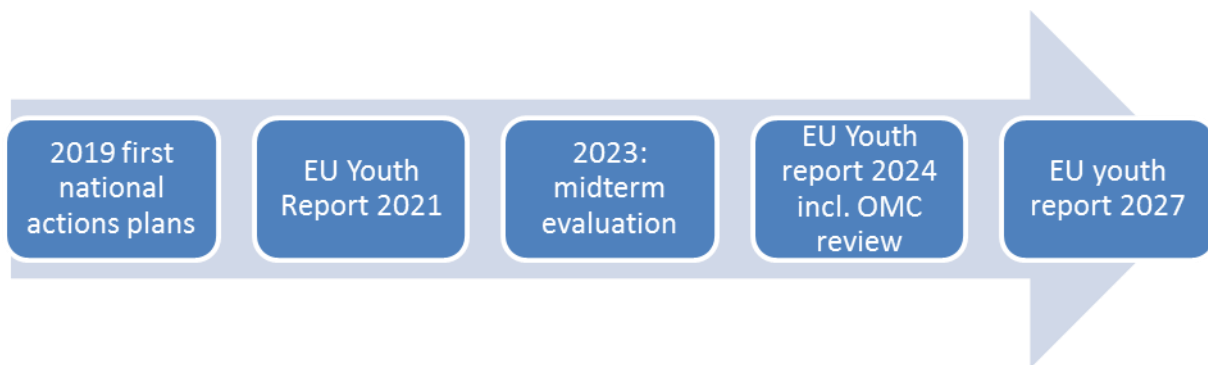 2019 first
national
actions plans
EU Youth
Report 2021
2023:
midterm
evaluation
EU Youth
report 2024
incl. OMC
review
EU youth
report 2027